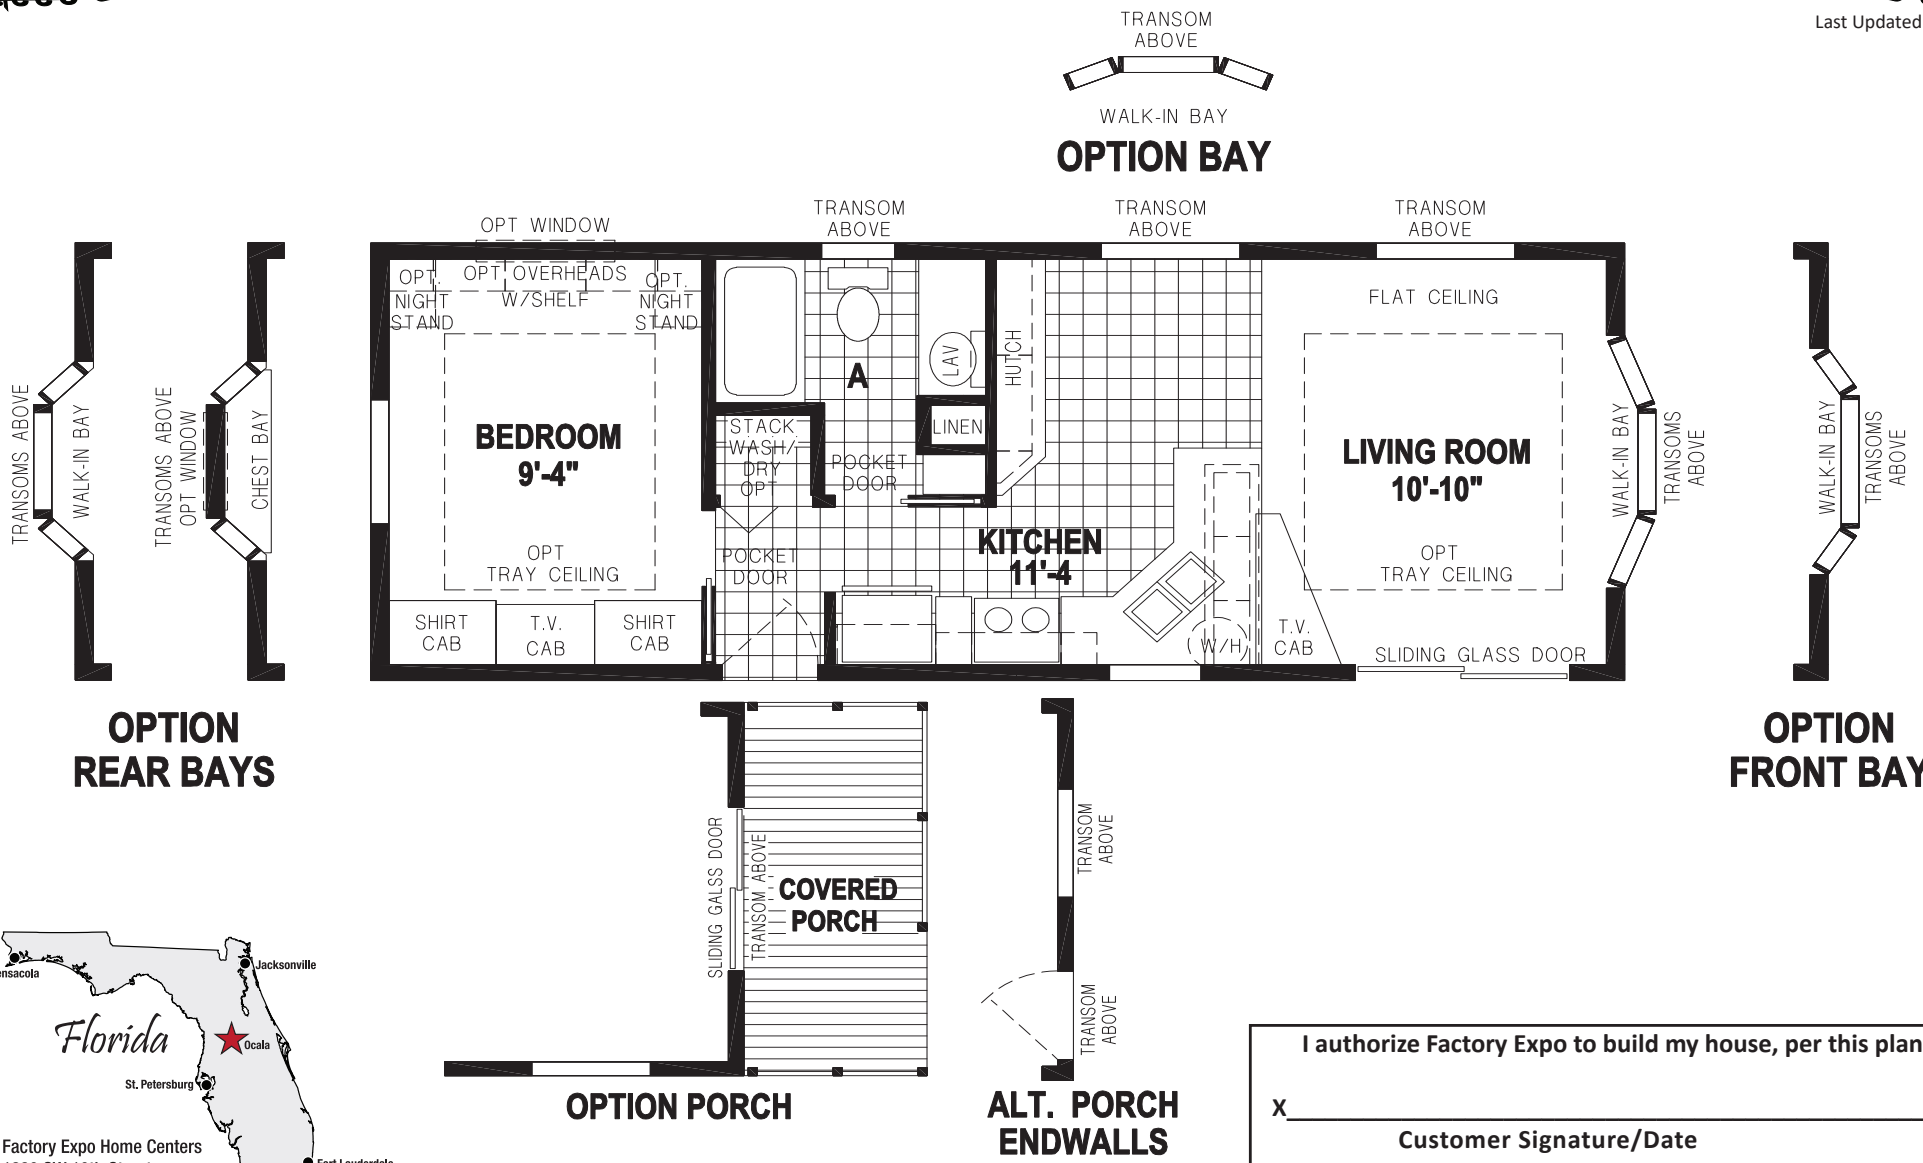 Last Updated
TRANSOM
ABOVE
WALK-IN BAY
OPTION BAY
OPT WINDOW
TRANSOM
ABOVE
TRANSOM
ABOVE
TRANSOM
ABOVE
OPT.
NIGHT
STAND
OPT OVERHEADS
W/SHELF
OPT.
NIGHT
STAND
FLAT CEILING
LAV
HUTCH
A
TRANSOMS ABOVE
WALK-IN BAY
TRANSOMS ABOVE
OPT WINDOW
CHEST BAY
BEDROOM
9'-4"
STACK
WASH/
DRY
OPT
LINEN
POCKET
DOOR
LIVING ROOM
10'-10"
WALK-IN BAY
TRANSOMS
ABOVE
WALK-IN BAY
TRANSOMS
ABOVE
KITCHEN
11'-4
OPT
TRAY CEILING
POCKET
DOOR
OPT
TRAY CEILING
SHIRT
CAB
T.V.
CAB
SHIRT
CAB
W/H
T.V.
CAB
SLIDING GLASS DOOR
OPTION
REAR BAYS
OPTION
FRONT BAY
SLIDING GALSS DOOR
TRANSOM ABOVE
COVERED
PORCH
TRANSOM
ABOVE
TRANSOM
ABOVE
OPTION PORCH
ALT. PORCH
ENDWALLS
Jacksonville
Florida
Ocala
St. Petersburg
Factory Expo Home Centers
I authorize Factory Expo to build my house, per this plan
X
Customer Signature/Date